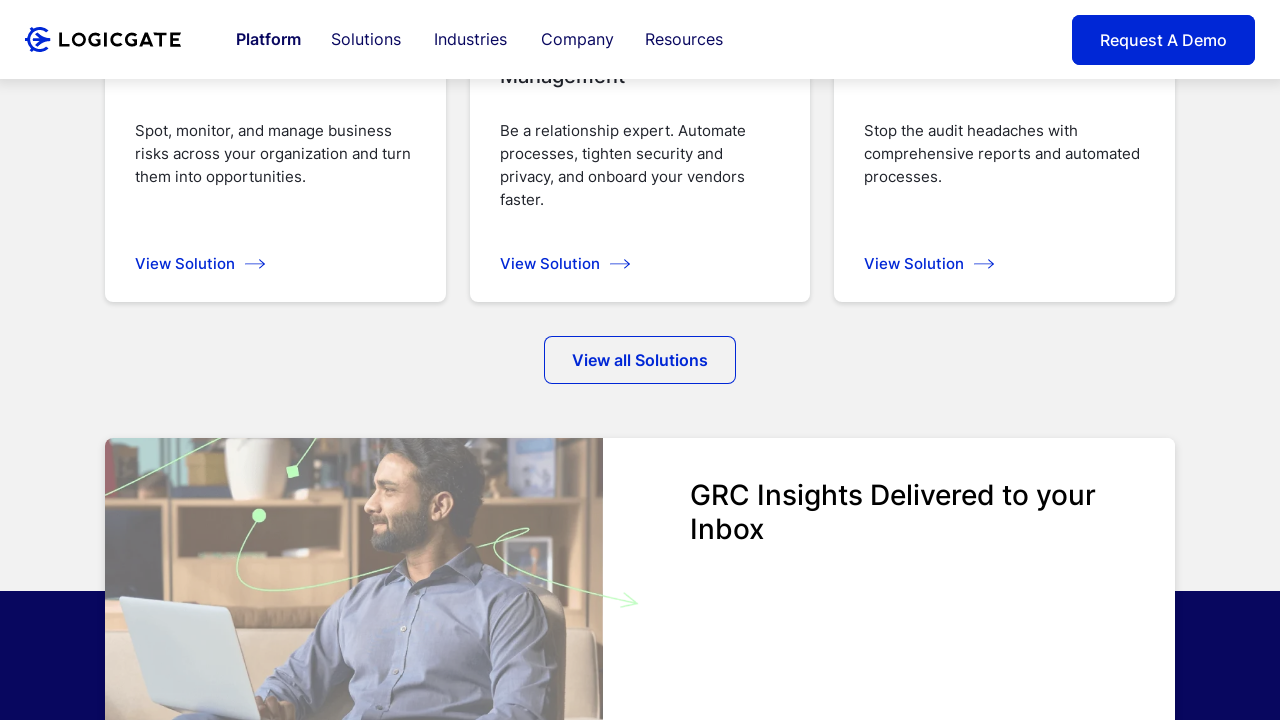 LOGICGATE
Platform
Solutions
Industries
Company
Resources
Request A Demo
Management
Spot, monitor, and manage business
risks across your organization and turn
them into opportunities.
View Solution
Be a relationship expert. Automate
processes, tighten security and
privacy, and onboard your vendors
faster.
View Solution
Stop the audit headaches with
comprehensive reports and automated
processes.
View Solution
View all Solutions
GRC Insights Delivered to your
Inbox